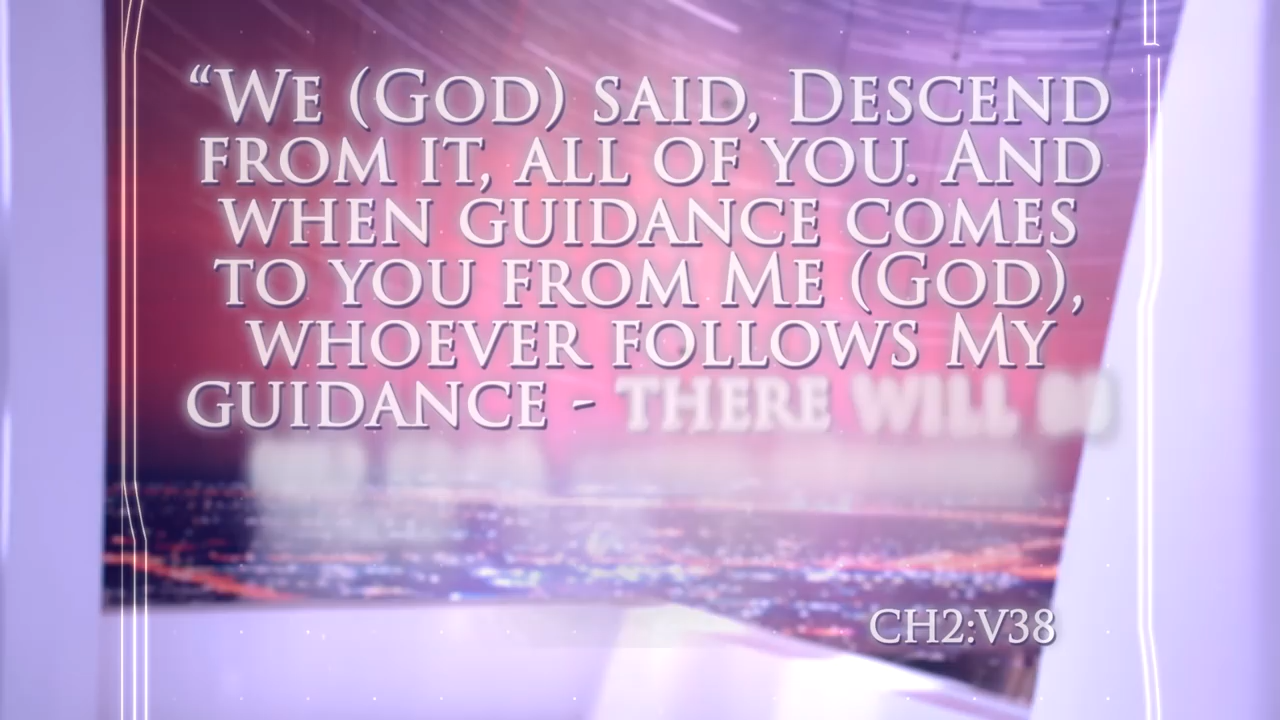 “We (God) said, Descend
from it, all of you. And
when guidance comes
to you from Me (God),
whoever follows My
guidance - there will
CH2:V38